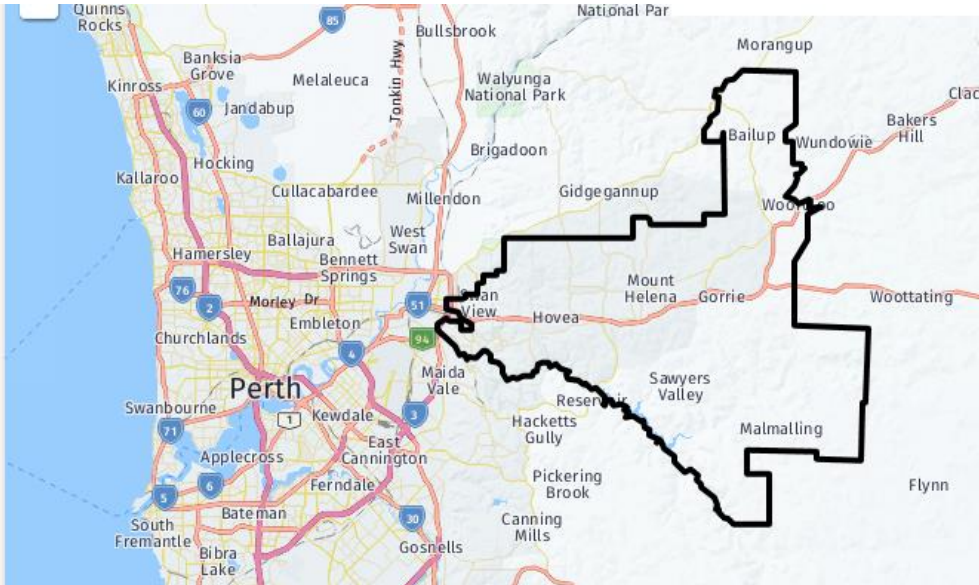 Quinns
Rocks
85
National Par
Bullsbrook
Morangup
Banksia
Grove
Kinross
Melaleuca
Tonkin Hwy
Walyunga
National Park
Jandabup
60
Bailup
Wundowie
Bakers
Hill
Clac
Brigadoon
Hocking
Kallaroo
Cullacabardee
Millendon
Gidgegannup
West
Swan
Ballajura
Hamersley
Bennett
Springs
76
2
Morley Dr
51
View
Mount
Helena
Gorrie
Woottating
Embleton
Hovea
Churchlands
94
4
Perth
Maida
Vale
Sawyers
Valley
Swanbourne
1
Kewdale
3
Hacketts
Gully
Malmalling
71
East
Cannington
Applecross
6
Ferndale
Pickering
Brook
Flynn
5
Bateman
30
Canning
Mills
South
Fremantle
Bibra
Lake
Gosnells